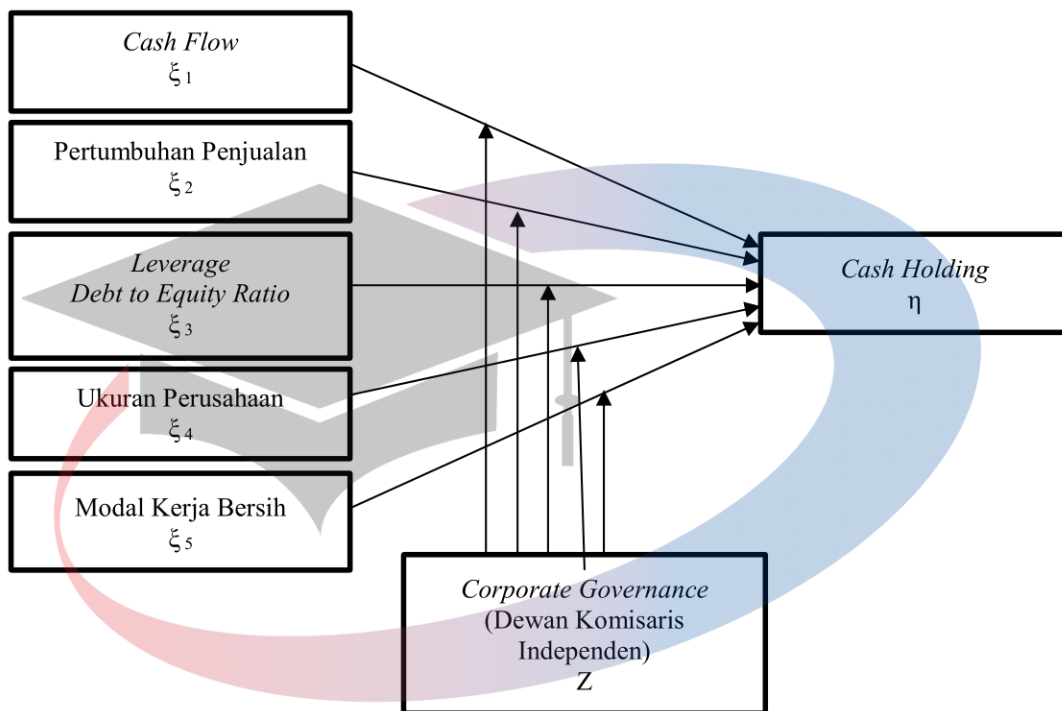 Cash Flow
ξ1
Pertumbuhan Penjualan
ξ2
Leverage
Debt to Equity Ratio
ξ3
Ukuran Perusahaan
ξ4
Modal Kerja Bersih
ξ5
Cash Holding
η
Corporate Governance
(Dewan Komisaris
Independen)
Z